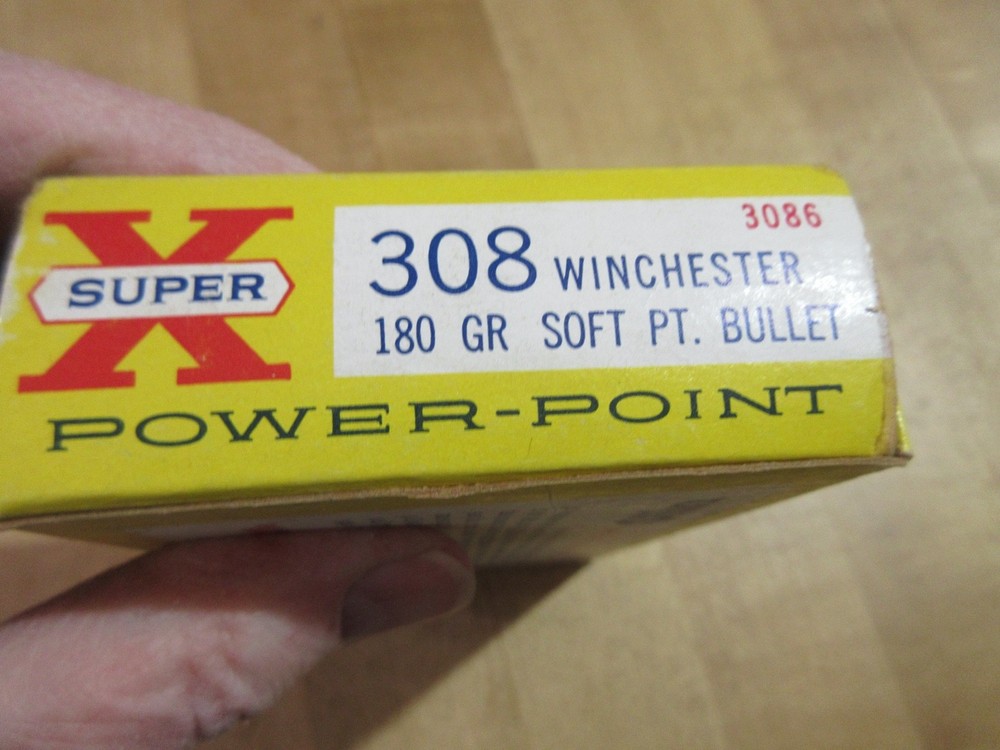 SUPER X
3086
308 WINCHESTER
180 GR SOFT PT. BULLET
POWER-POINT